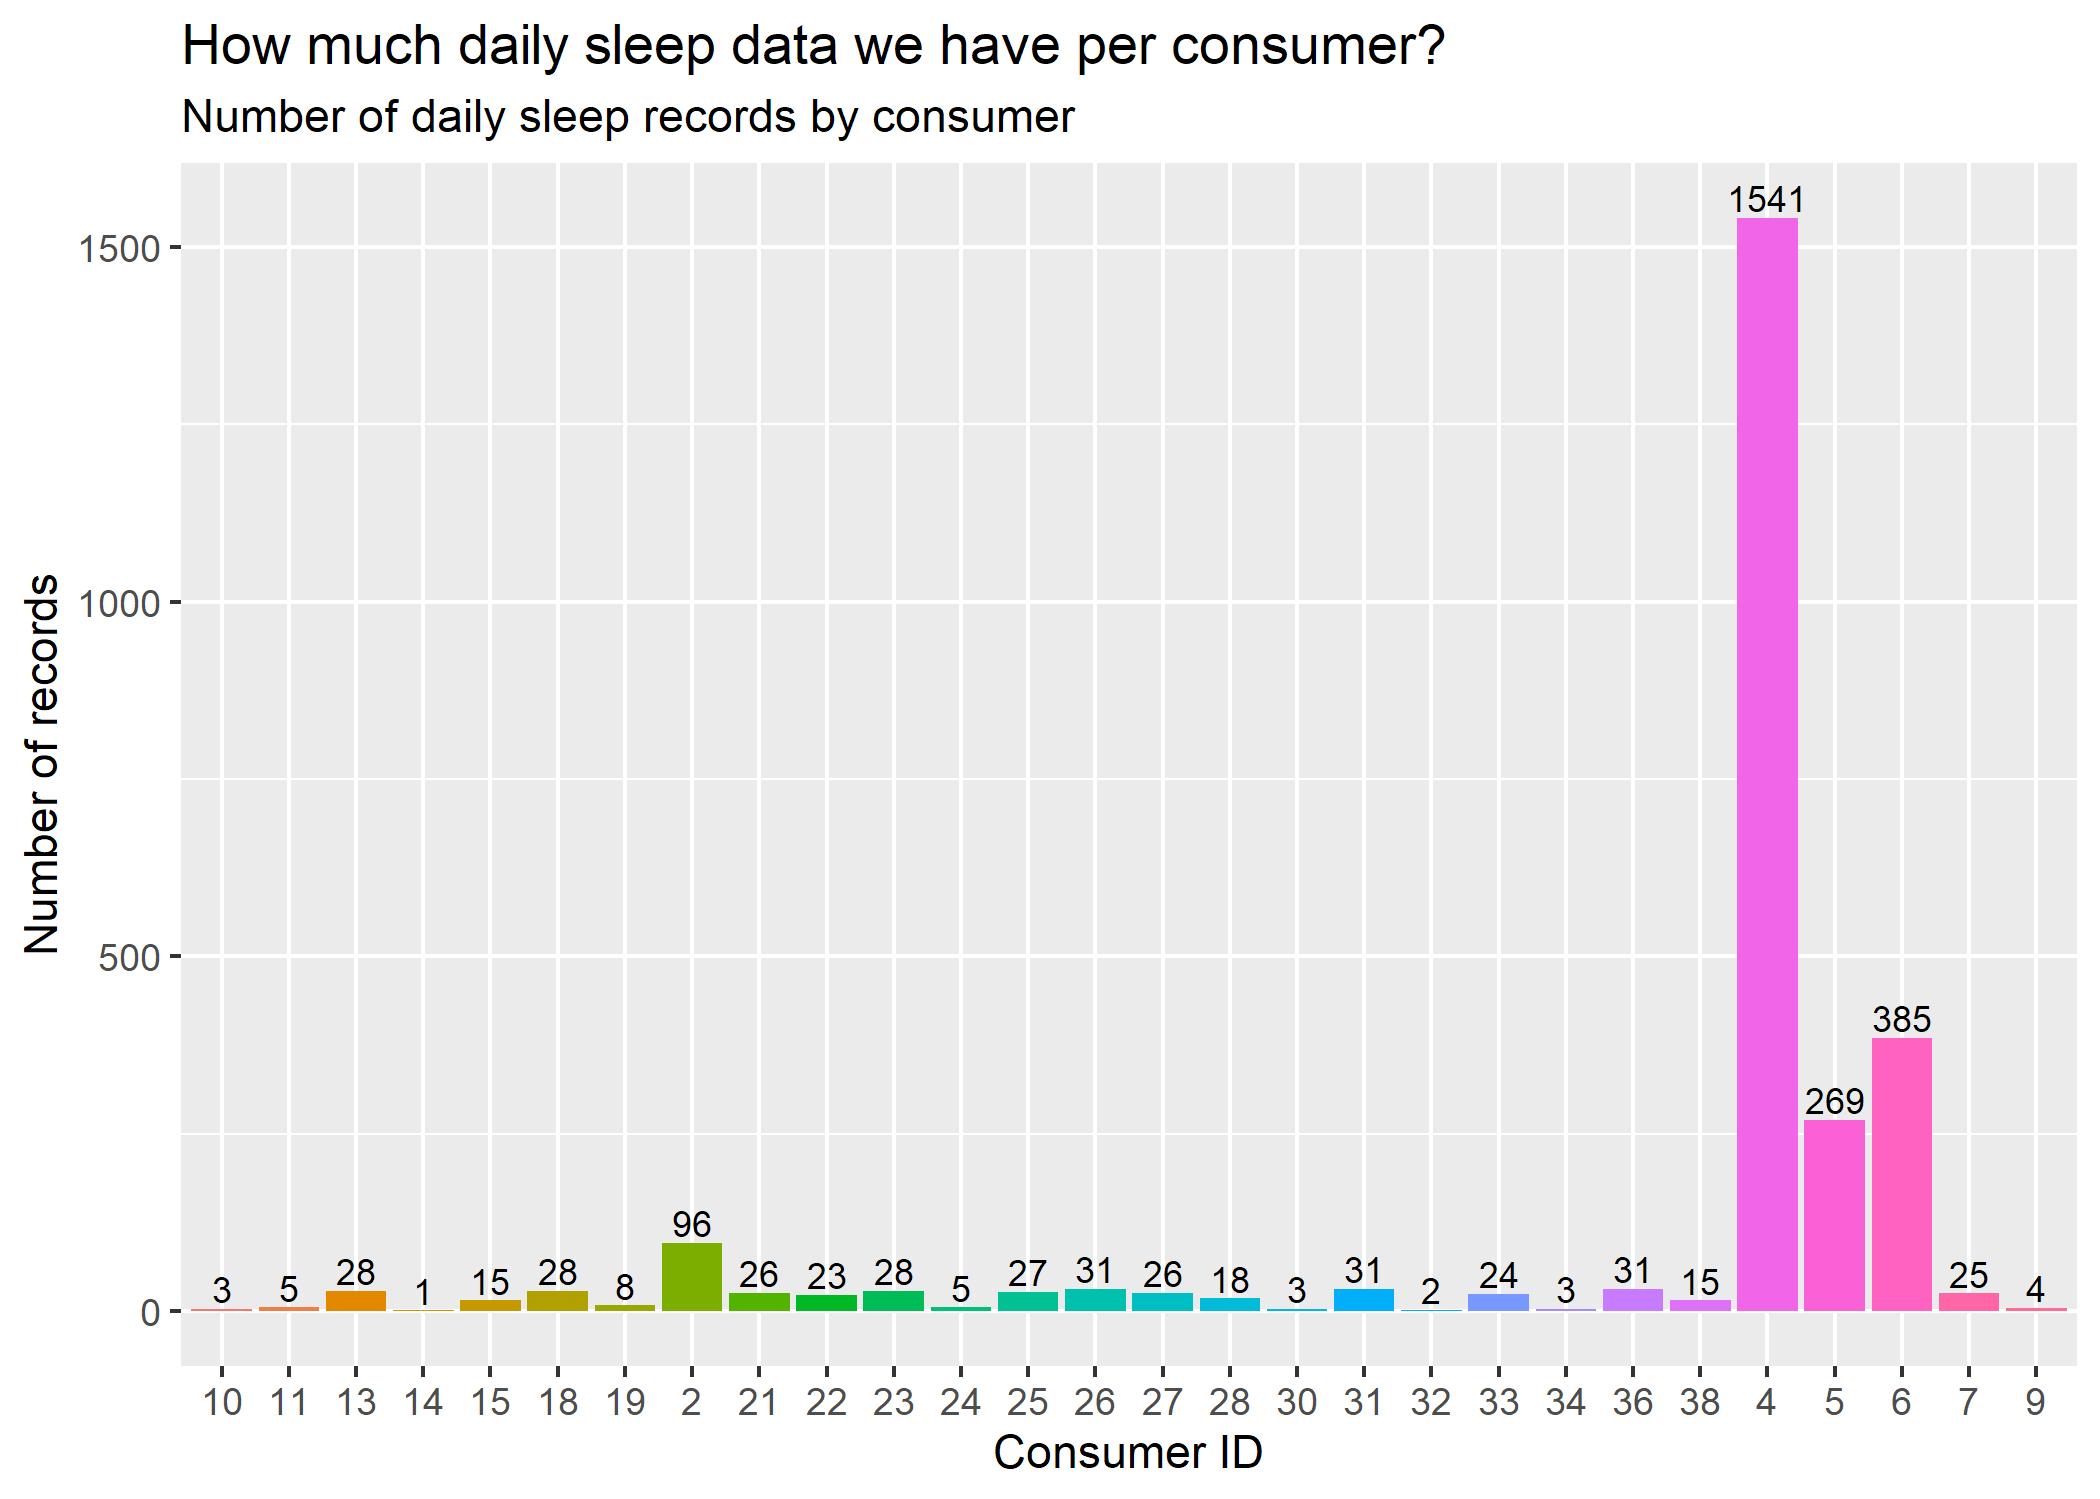 How much daily sleep data we have per consumer?
Number of daily sleep records by consumer
Number of records
1500
1000
500
0
3 5 28 1 15 28 8 96 26 23 28 5 27 31 26 18 3 31 2 24 3 31 15 1541 269 385 25 4
10 11 13 14 15 18 19 2 21 22 23 24 25 26 27 28 30 31 32 33 34 36 38 4 5 6 7 9
Consumer ID